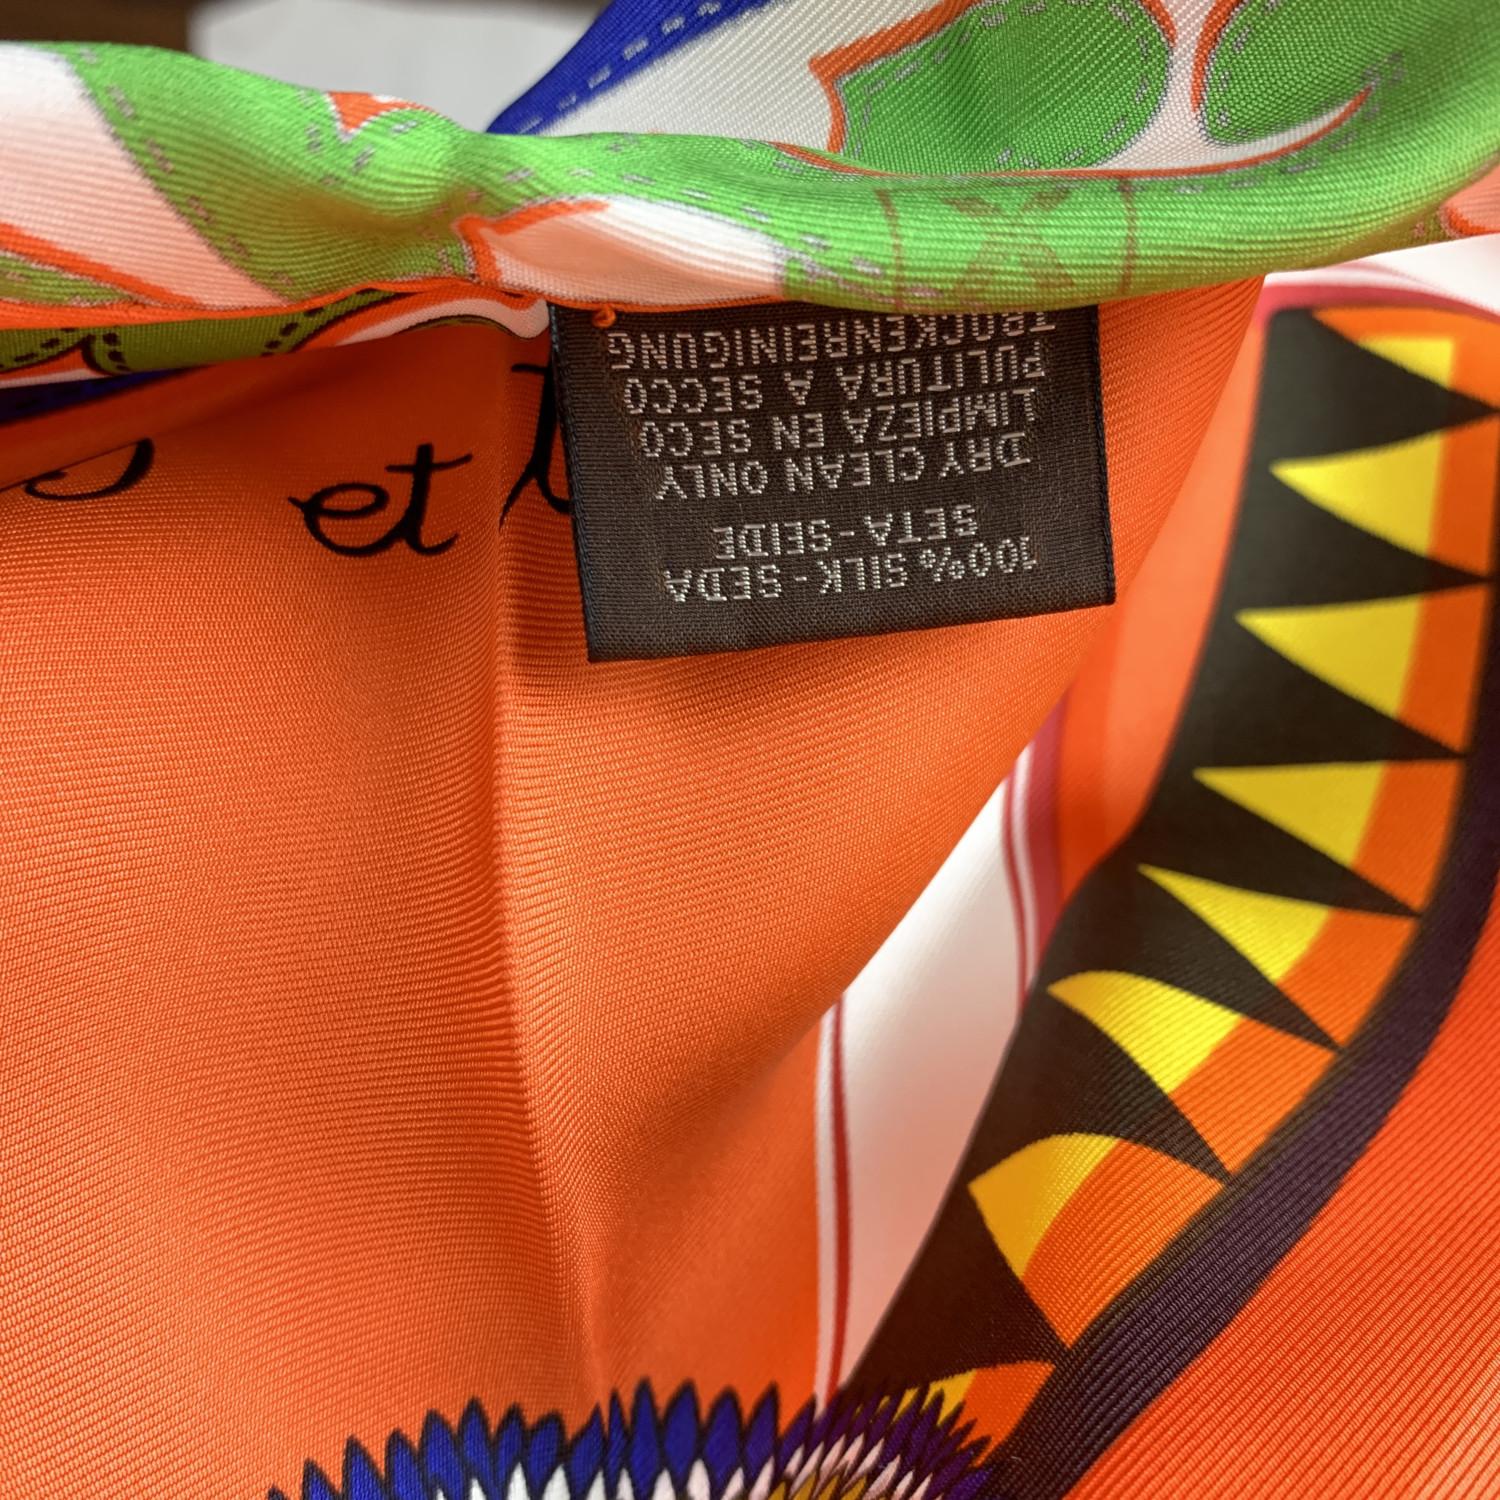 100% SILK-SEDA
SETA-SEIDE
DRY CLEAN ONLY
LIMPIEZA EN SECO
PULITURA A SECCO
TROCKENREINIGUNG
et